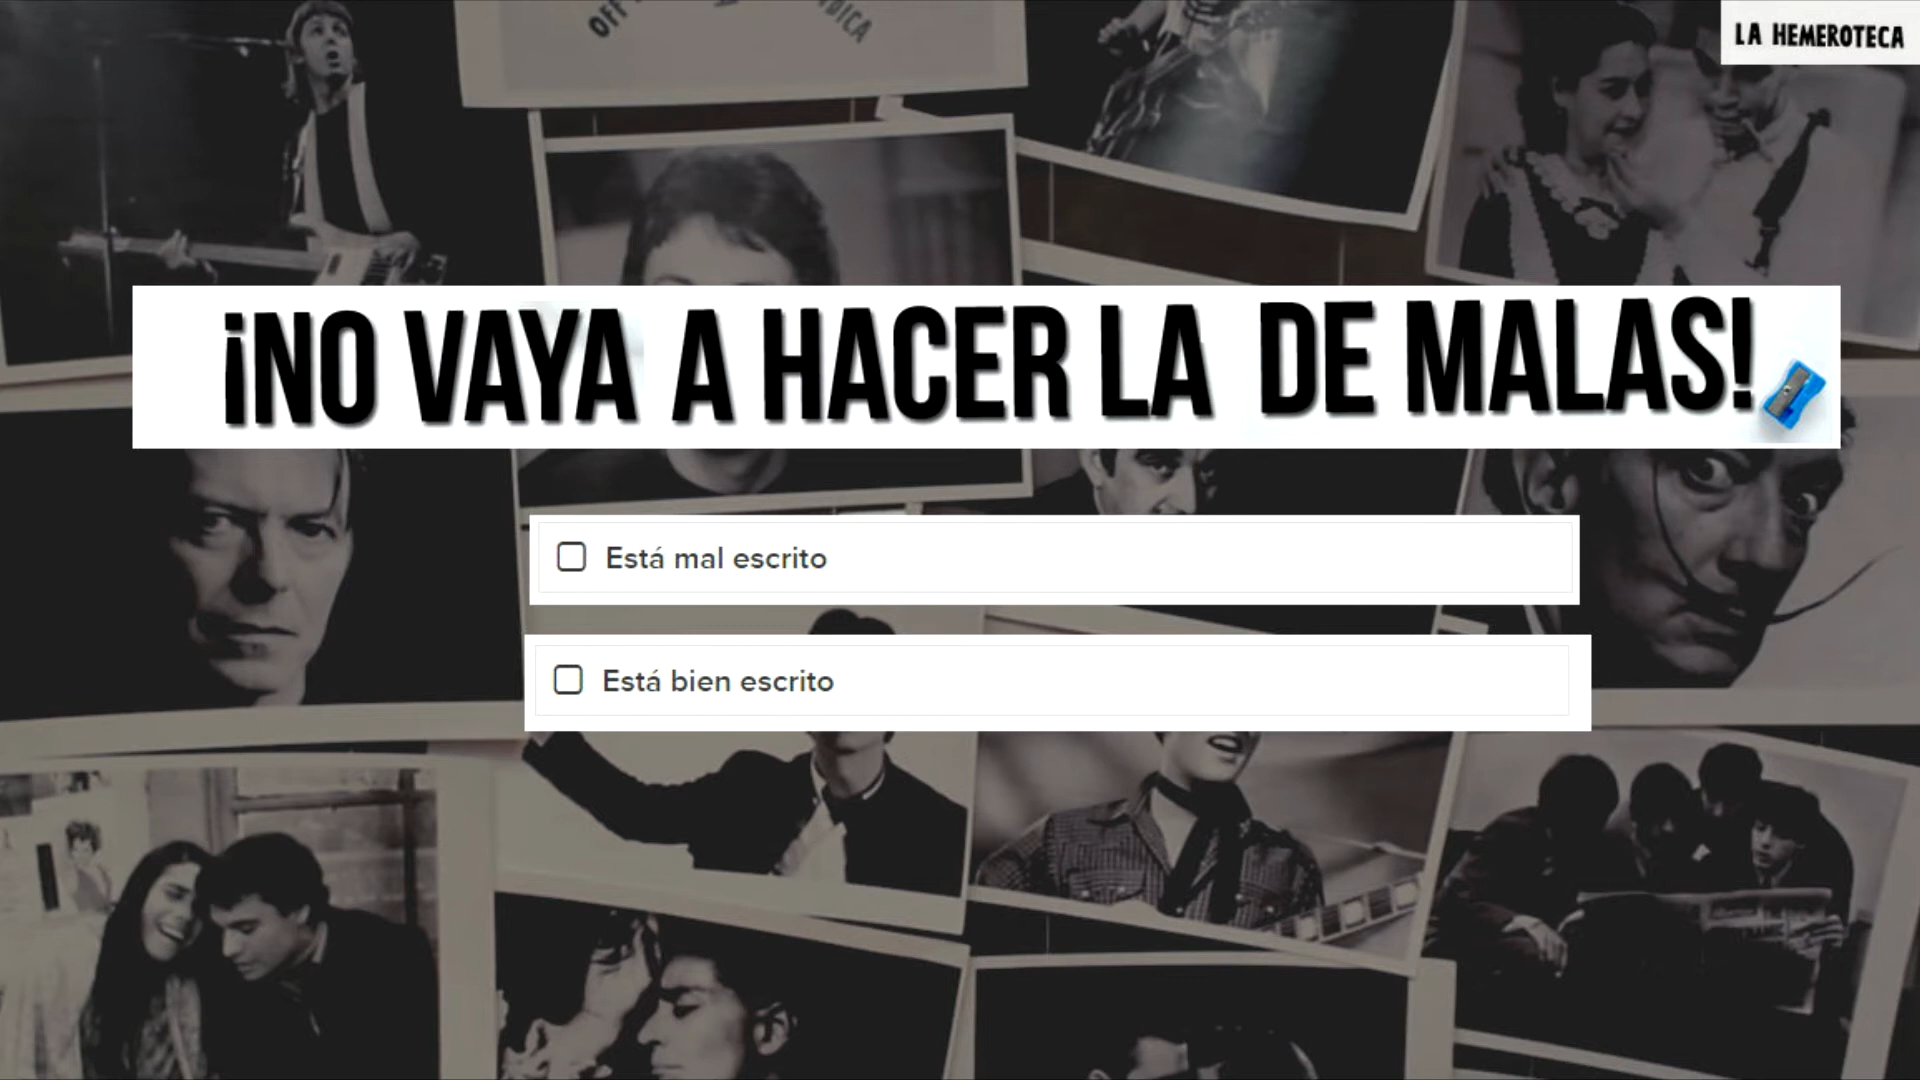 LA HEMEROTECA
¡NO VAYA A HACER LA DE MALAS!
Está mal escrito
Está bien escrito